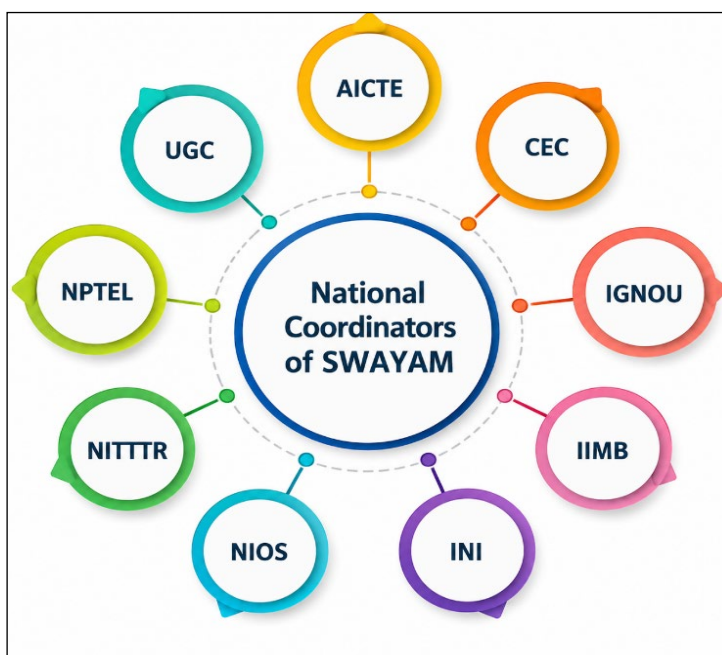 AICTE
UGC
CEC
NPTEL
National
Coordinators
of SWAYAM
IGNOU
NITTTR
IIMB
NIOS
INI